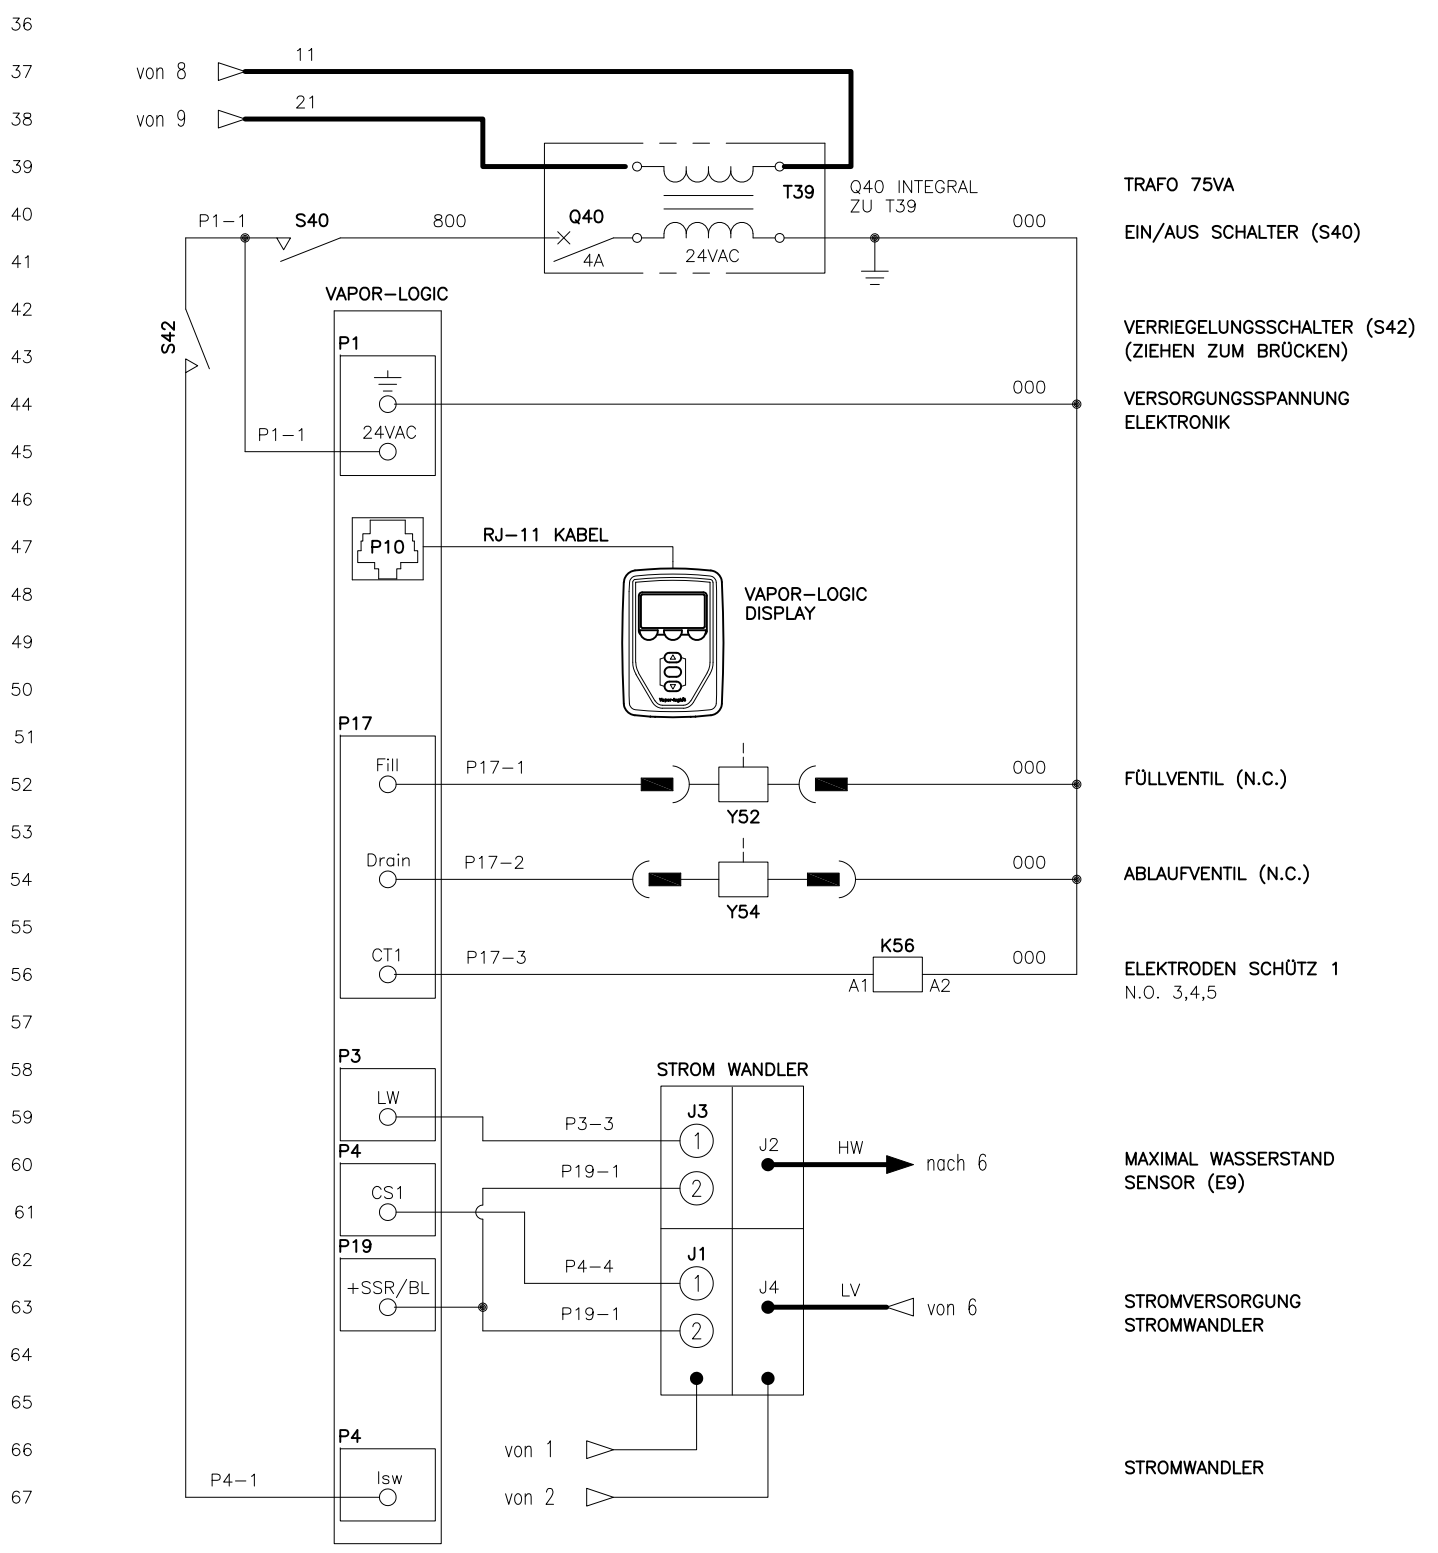 36
11
37 von 8
21
38 von 9
39
T39
Q40 INTEGRAL
ZU T39
TRAFO 75VA
40 P1-1 S40 800 Q40 000
EIN/AUS SCHALTER (S40)
4A 24VAC
41
VAPOR-LOGIC
42
S42
VERRIEGELUNGSSCHALTER (S42)
(ZIEHEN ZUM BRÜCKEN)
P1
43
000
44
VERSORGUNGSSPANNUNG
ELEKTRONIK
P1-1 24VAC
45
46
RJ-11 KABEL
47 P10
48
VAPOR-LOGIC
DISPLAY
49
50
Vapor-logic
51
P17
Fill P17-1 000
52
FÜLLVENTIL (N.C.)
Y52
53
Drain P17-2 000
54
ABLAUFVENTIL (N.C.)
Y54
55
K56
CT1 P17-3 000
56
A1 A2
ELEKTRODEN SCHÜTZ 1
N.O. 3,4,5
57
P3
58
STROM WANDLER
LW
59
P3-3 J3
1
P4
J2 HW
60
P19-1 nach 6
MAXIMAL WASSERSTAND
SENSOR (E9)
CS1 2
61
P19
62
P4-4 J1
1
+SSR/BL J4 LV
63
P19-1 von 6
2
STROMVERSORGUNG
STROMWANDLER
64
65
P4
66 von 1
STROMWANDLER
P4-1 Isw
67 von 2